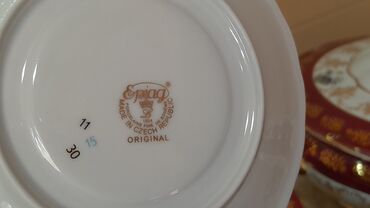 Epiag
MADE IN CZECH REPUBLIC
ORIGINAL
11
15
30